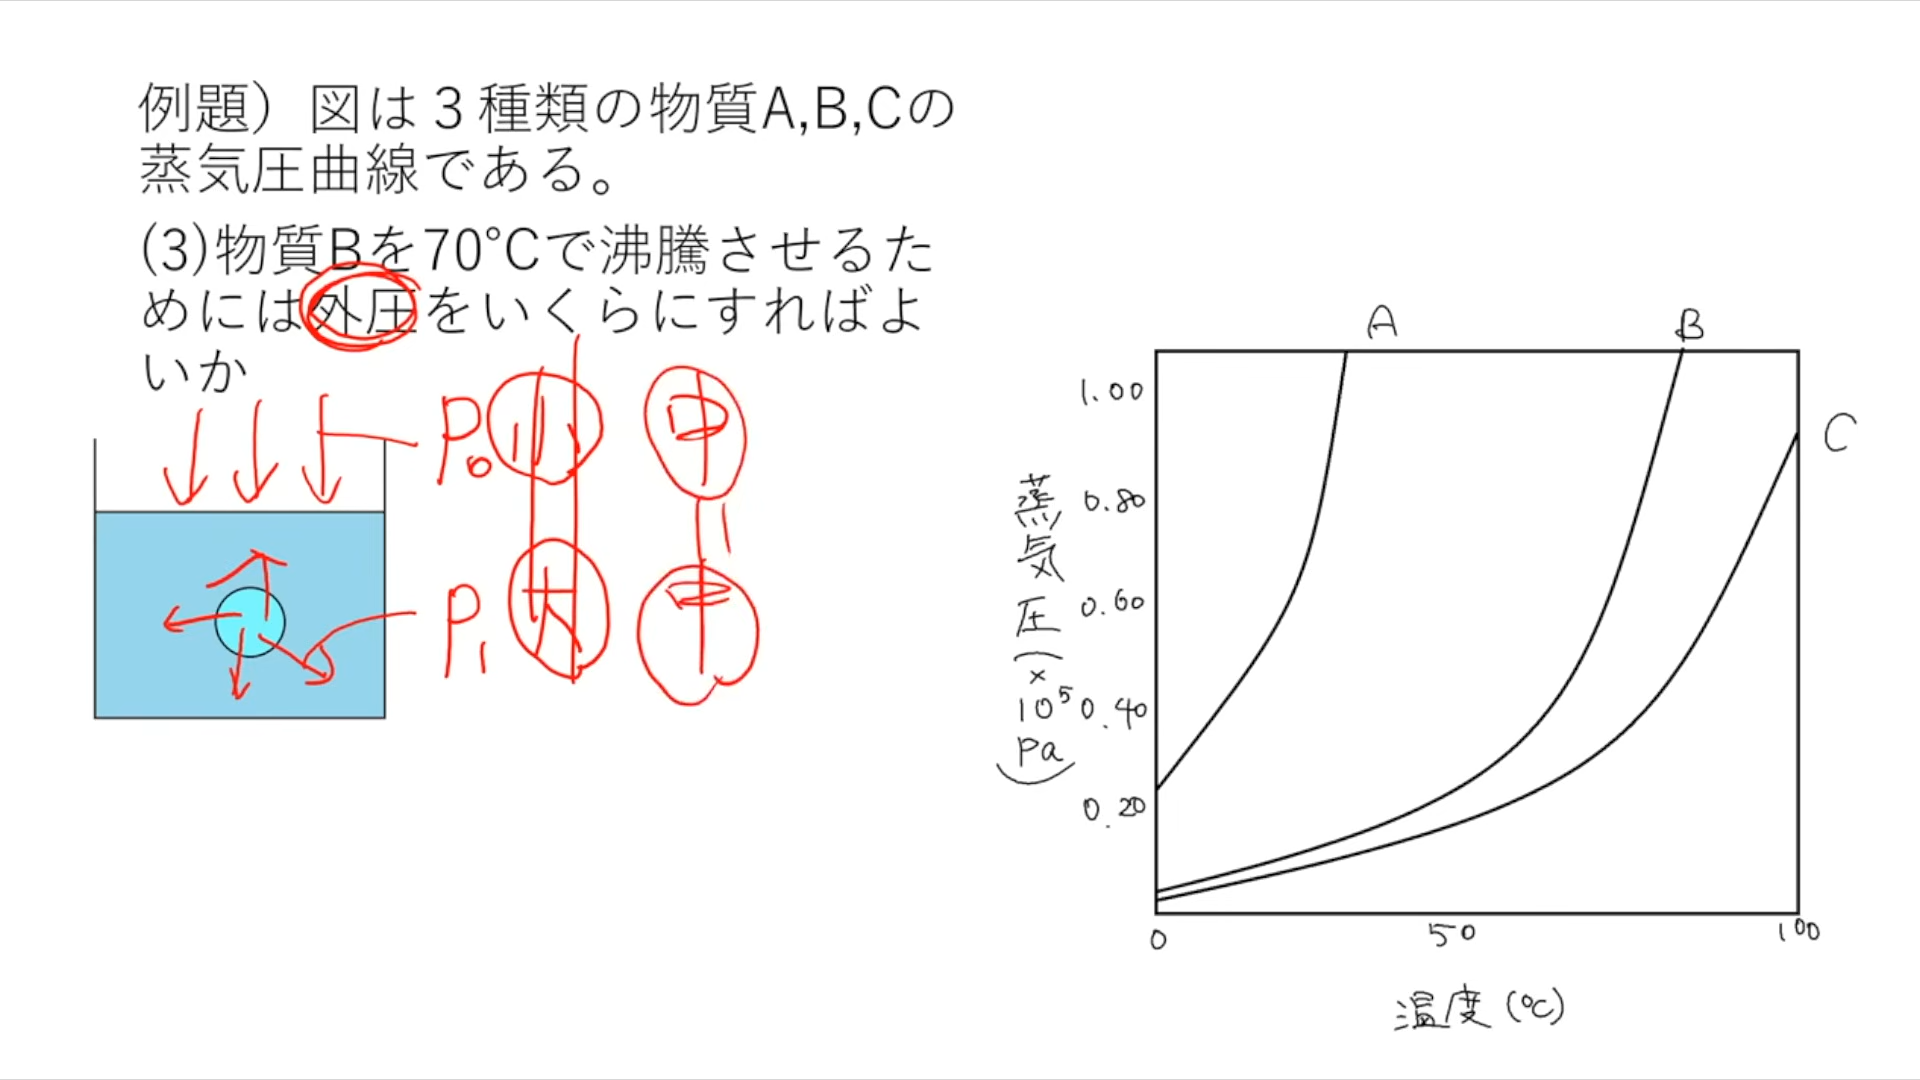 例題）図は３種類の物質A,B,Cの
蒸気圧曲線である。
(3)物質Bを70°Cで沸騰させるた
めには外圧をいくらにすればよ
いか
P₀ 小 中
P₁ 大 中
A
B
C
1.00
0.80
0.60
0.40
0.20
蒸気圧(×10⁵Pa)
0
50
100
温度(℃)